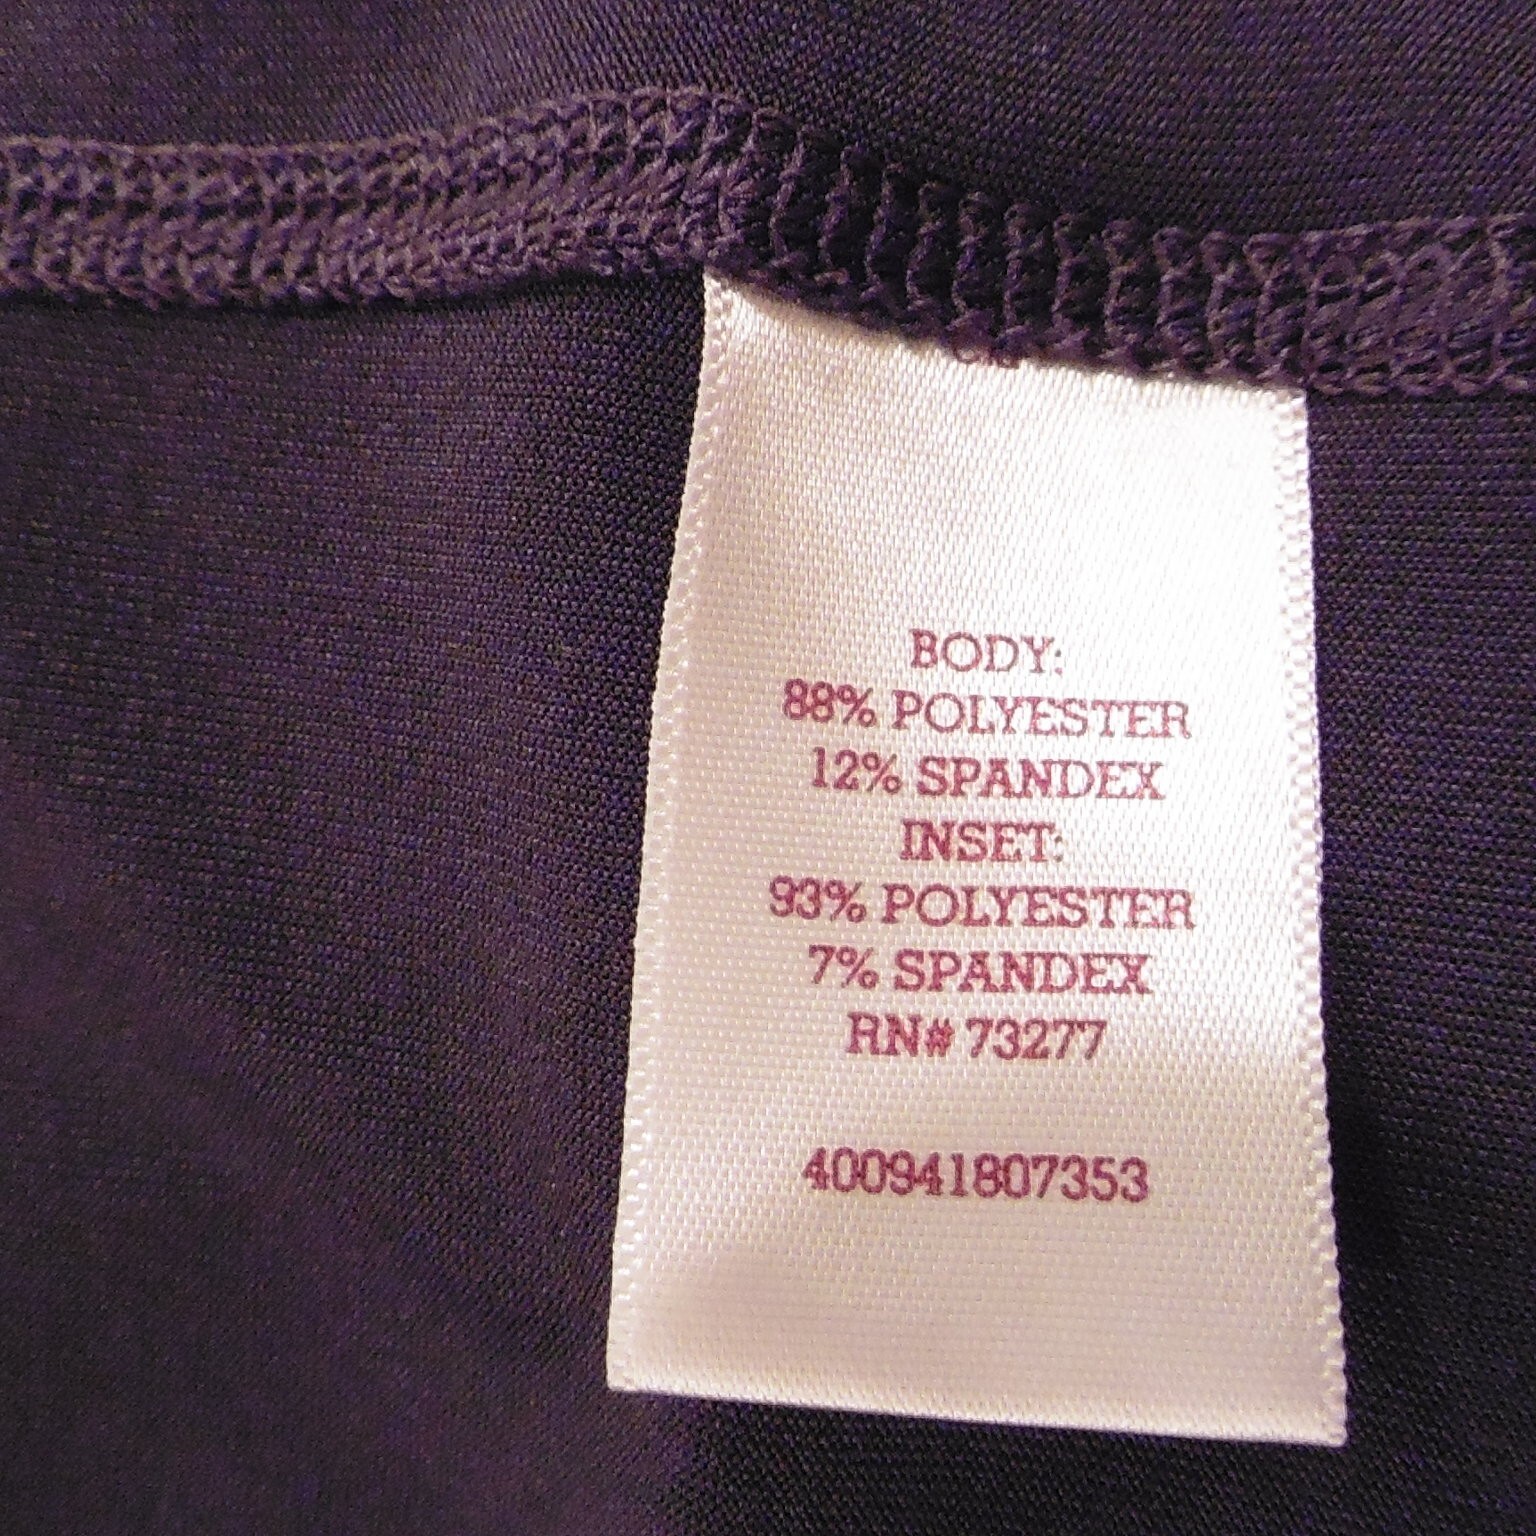 BODY:
88% POLYESTER
12% SPANDEX
INSET:
93% POLYESTER
7% SPANDEX
RN# 73277
400941807353